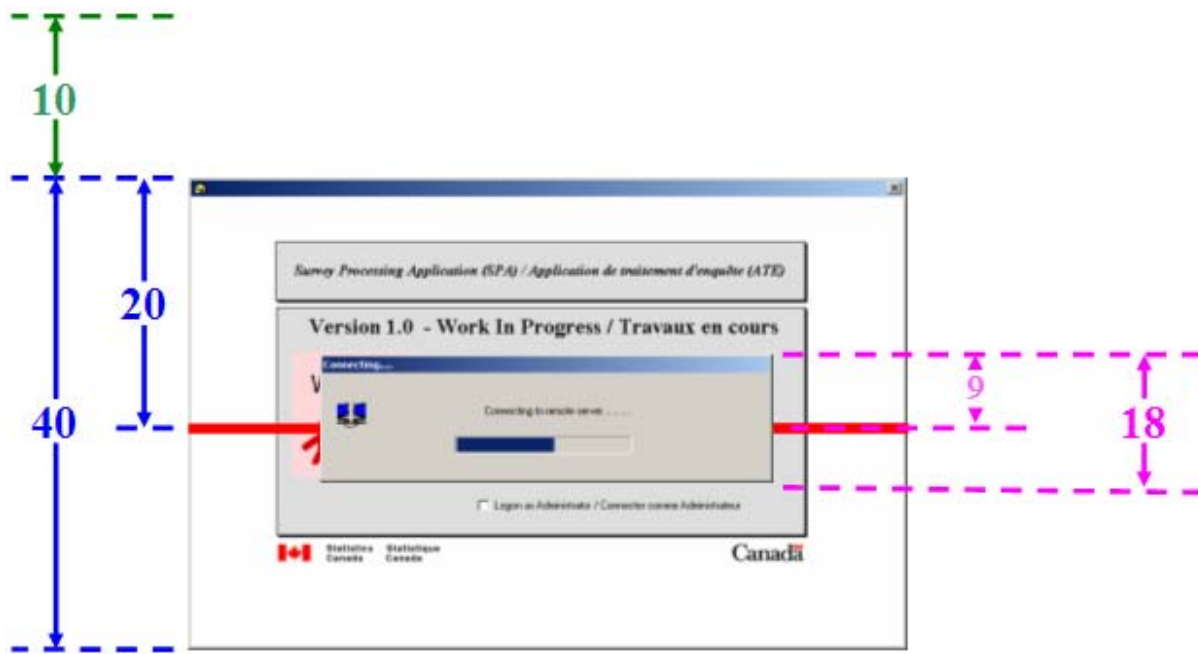 10
20
40
Survey Processing Application (SPA) / Application de traitement d'enquête (ATE)
Version 1.0 - Work In Progress / Travaux en cours
Connecting....
Connecting to remote server .........
9
18
Logon as Administrator / Connecter comme Administrateur
Statistics Statistique
Canada Canada
Canada